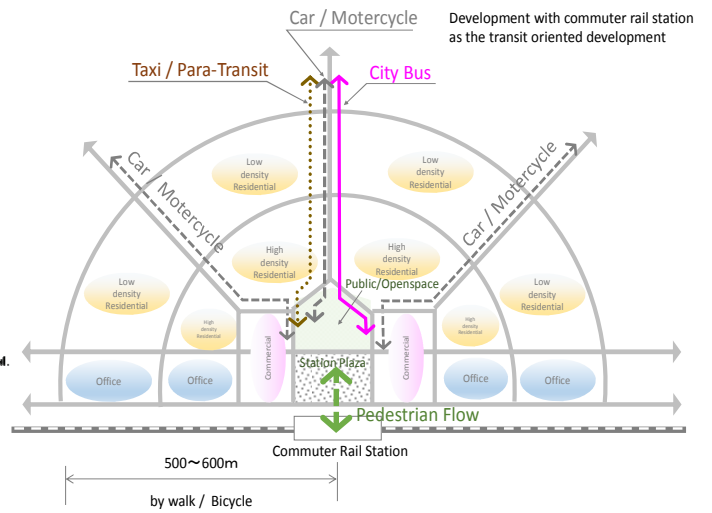 Car / Motercycle
Development with commuter rail station
as the transit oriented development
Taxi / Para-Transit
City Bus
Car / Motercycle
Car / Motercycle
Low
density
Residential
Low
density
Residential
High
density
Residential
High
density
Residential
Public/Openspace
Low
density
Residential
Low
density
Residential
High
density
Residential
High
density
Residential
Commercial
Commercial
Station Plaza
Office
Office
Office
Office
Pedestrian Flow
Commuter Rail Station
500～600m
by walk / Bicycle